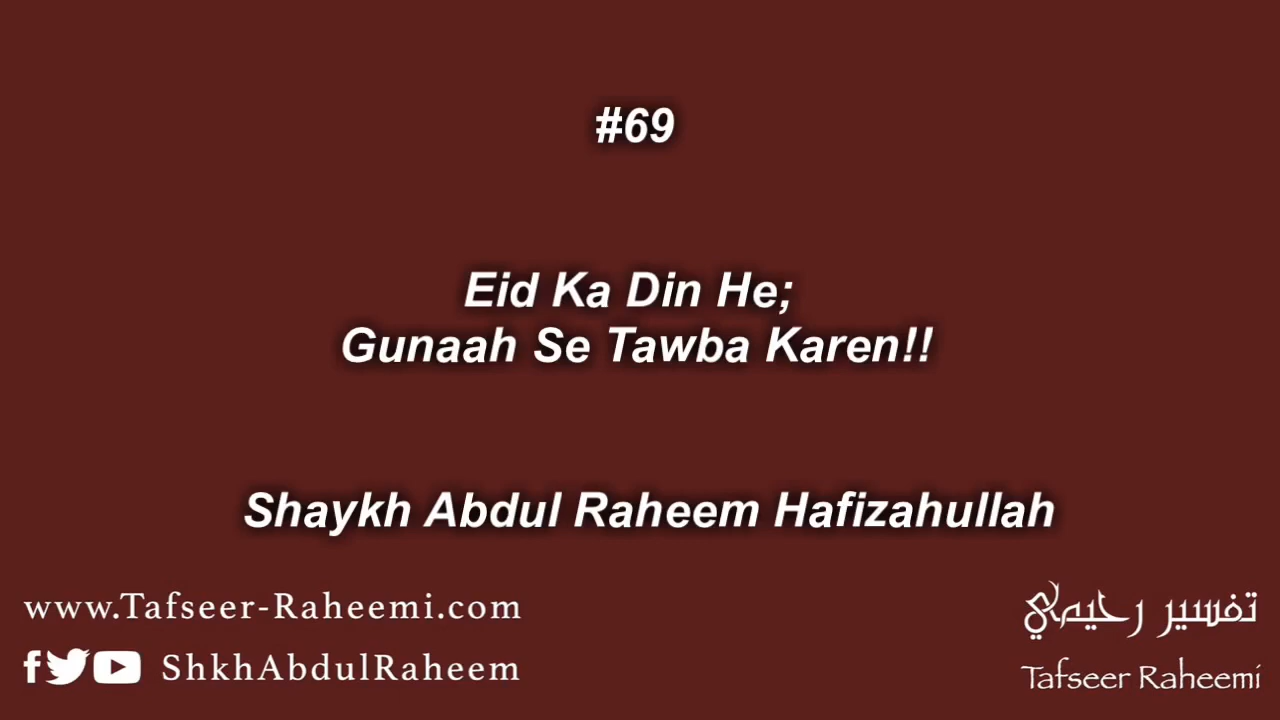 #69
Eid Ka Din He;
Gunaah Se Tawba Karen!!
Shaykh Abdul Raheem Hafizahullah
www.Tafseer-Raheemi.com
ShkhAbdulRaheem
تفسير رحيمي
Tafseer Raheemi